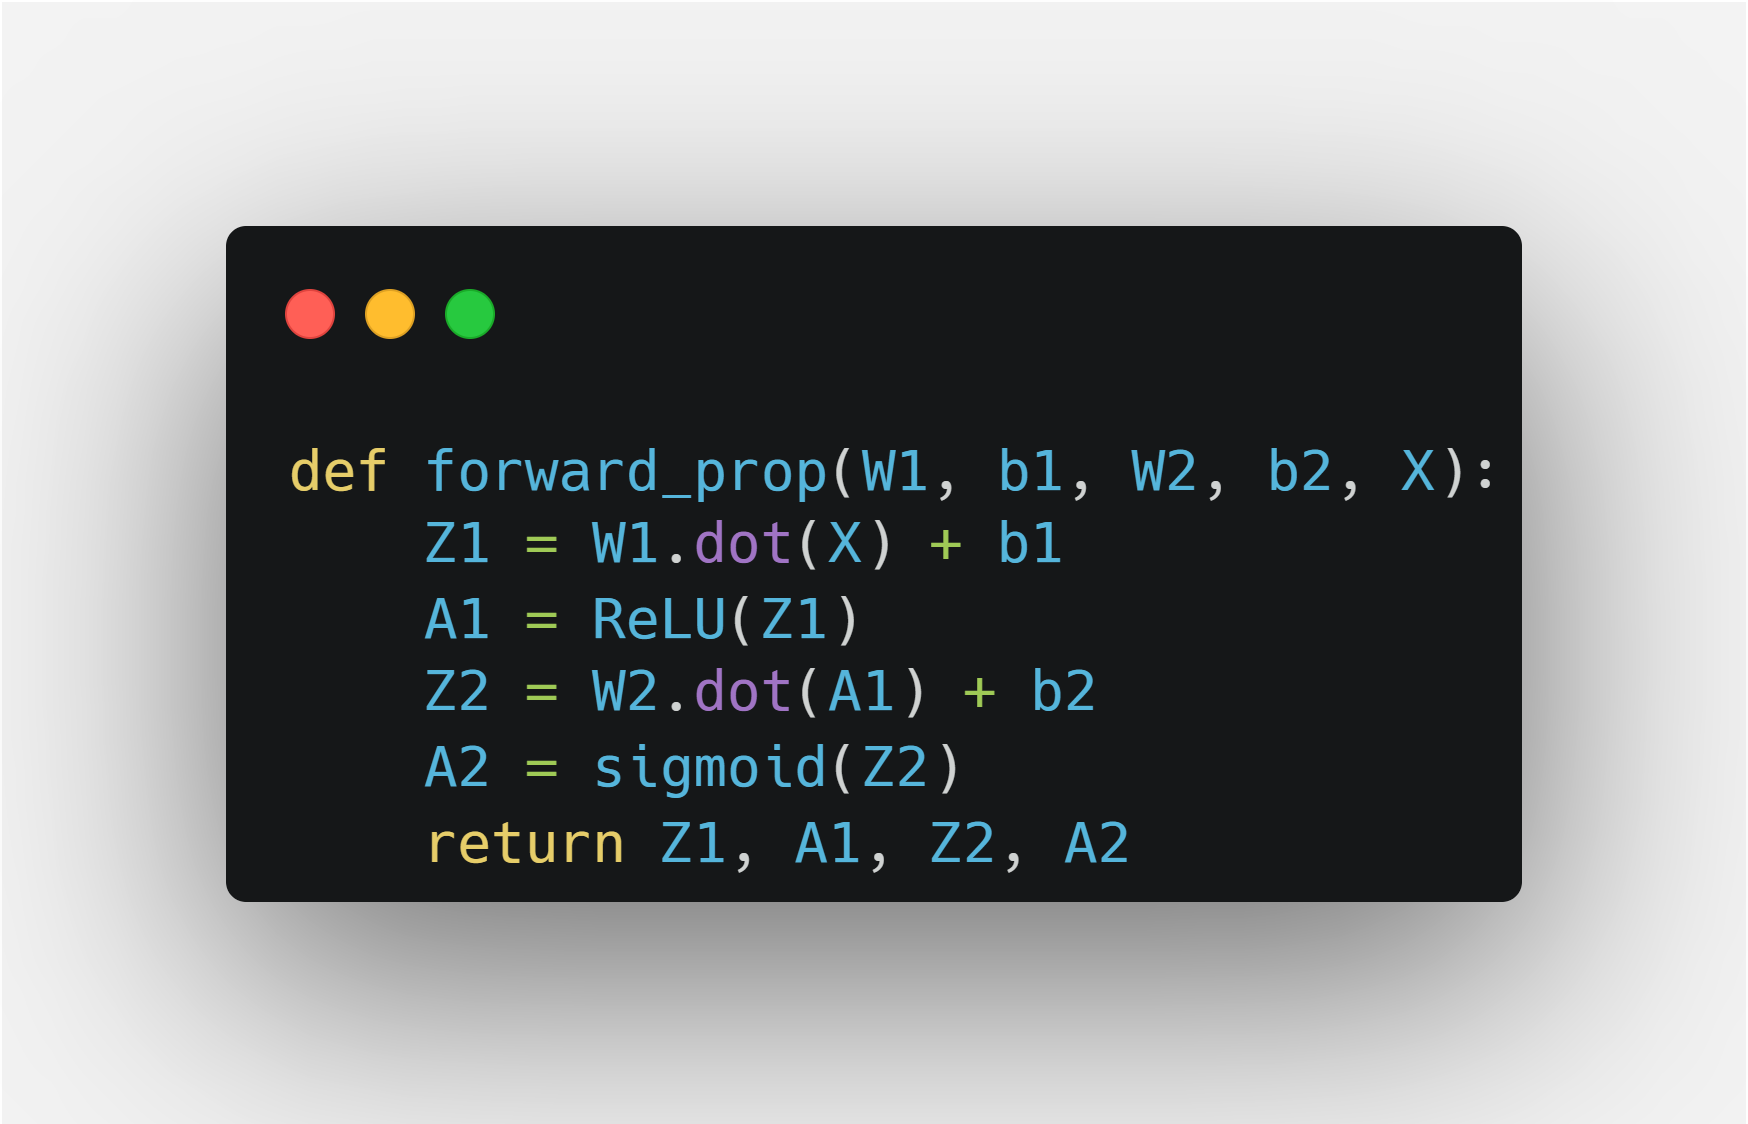 def forward_prop(W1, b1, W2, b2, X):
    Z1 = W1.dot(X) + b1
    A1 = ReLU(Z1)
    Z2 = W2.dot(A1) + b2
    A2 = sigmoid(Z2)
    return Z1, A1, Z2, A2